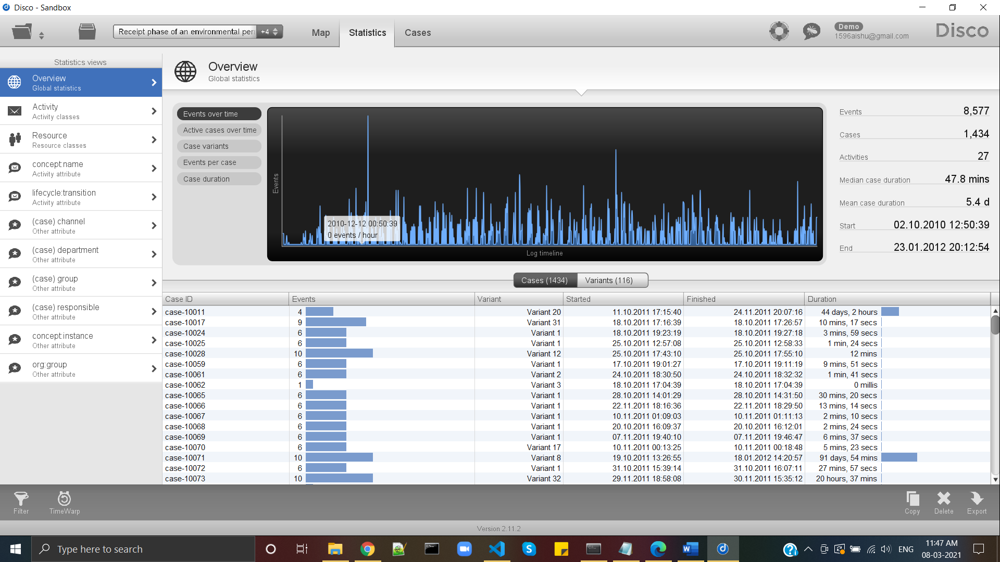 Disco - Sandbox
Receipt phase of an environmental per
+4
Map
Statistics
Cases
Demo
1596aishu@gmail.com
Disco
Statistics views
Overview
Global statistics
Activity
Activity classes
Resource
Resource classes
concept:name
Activity attribute
lifecycle:transition
Activity attribute
(case) channel
Other attribute
(case) department
Other attribute
(case) group
Other attribute
(case) responsible
Other attribute
concept:instance
Other attribute
org:group
Other attribute
Overview
Global statistics
Events over time
Active cases over time
Case variants
Events per case
Case duration
Events
2010-12-12 00:50:39
0 events / hour
Log timeline
Events 8,577
Cases 1,434
Activities 27
Median case duration 47.8 mins
Mean case duration 5.4 d
Start 02.10.2010 12:50:39
End 23.01.2012 20:12:54
Cases (1434) Variants (116)
Case ID Events Variant Started Finished Duration
case-10011 4 Variant 20 11.10.2011 17:15:40 24.11.2011 20:07:16 44 days, 2 hours
case-10017 9 Variant 31 18.10.2011 17:16:39 18.10.2011 17:26:57 10 mins, 17 secs
case-10024 6 Variant 1 18.10.2011 19:23:19 18.10.2011 19:27:18 3 mins, 59 secs
case-10025 6 Variant 1 25.10.2011 12:57:08 25.10.2011 12:58:33 1 min, 24 secs
case-10028 10 Variant 12 25.10.2011 17:43:10 25.10.2011 17:55:10 12 mins
case-10059 6 Variant 1 17.10.2011 19:01:27 17.10.2011 19:11:19 9 mins, 51 secs
case-10061 6 Variant 2 24.10.2011 18:30:50 24.10.2011 18:32:32 1 min, 41 secs
case-10062 1 Variant 3 18.10.2011 17:04:39 18.10.2011 17:04:39 0 millis
case-10065 6 Variant 1 28.10.2011 14:01:29 28.10.2011 14:31:50 30 mins, 20 secs
case-10066 6 Variant 1 22.11.2011 18:16:36 22.11.2011 18:29:50 13 mins, 14 secs
case-10067 6 Variant 1 10.11.2011 01:09:03 10.11.2011 01:11:13 2 mins, 10 secs
case-10068 6 Variant 1 20.10.2011 16:09:37 20.10.2011 16:12:01 2 mins, 24 secs
case-10069 6 Variant 1 07.11.2011 19:40:10 07.11.2011 19:46:47 6 mins, 37 secs
case-10070 6 Variant 17 10.11.2011 00:13:25 10.11.2011 00:18:48 5 mins, 23 secs
case-10071 10 Variant 8 19.10.2011 13:26:55 18.01.2012 14:20:57 91 days, 54 mins
case-10072 6 Variant 1 31.10.2011 15:39:14 31.10.2011 16:07:11 27 mins, 57 secs
case-10073 10 Variant 32 29.11.2011 18:58:08 30.11.2011 15:35:12 20 hours, 37 mins
Filter
TimeWarp
Copy
Delete
Export
Version 2.11.2
Type here to search
ENG
11:47 AM
08-03-2021